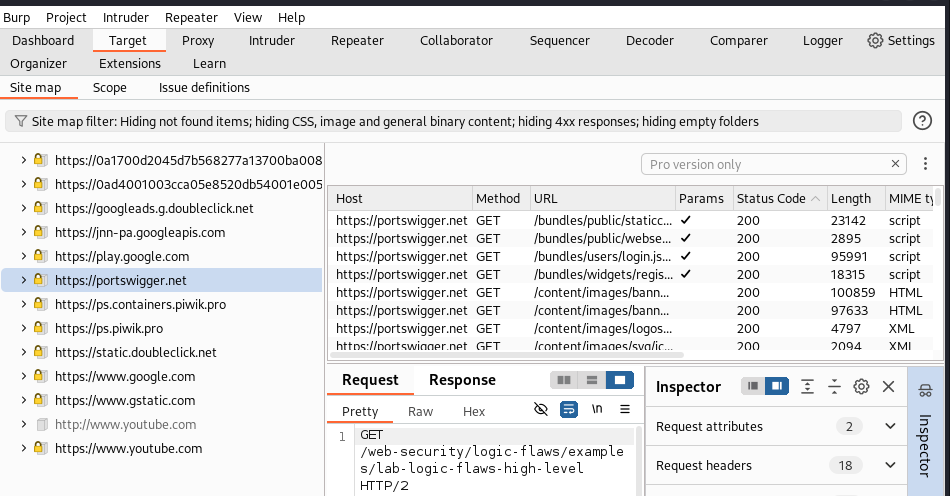 Burp Project Intruder Repeater View Help
Dashboard Target Proxy Intruder Repeater Collaborator Sequencer Decoder Comparer Logger Settings
Organizer Extensions Learn
Site map Scope Issue definitions
Site map filter: Hiding not found items; hiding CSS, image and general binary content; hiding 4xx responses; hiding empty folders ?
https://0a1700d2045d7b568277a13700ba008
https://0ad4001003cca05e8520db54001e005
https://googleads.g.doubleclick.net
https://jnn-pa.googleapis.com
https://play.google.com
https://portswigger.net
https://ps.containers.piwik.pro
https://ps.piwik.pro
https://static.doubleclick.net
https://www.google.com
https://www.gstatic.com
http://www.youtube.com
https://www.youtube.com
Pro version only
Host Method URL Params Status Code Length MIME ty
https://portswigger.net GET /bundles/public/staticc... ✓ 200 23142 script
https://portswigger.net GET /bundles/public/webse... ✓ 200 2895 script
https://portswigger.net GET /bundles/users/login.js... ✓ 200 95991 script
https://portswigger.net GET /bundles/widgets/regis... ✓ 200 18315 script
https://portswigger.net GET /content/images/bann... 200 100859 HTML
https://portswigger.net GET /content/images/bann... 200 97633 HTML
https://portswigger.net GET /content/images/logos... 200 4797 XML
https://portswigger.net GET /content/images/svg/ic... 200 2094 XML
Request Response
Pretty Raw Hex \n
1 GET
/web-security/logic-flaws/example
s/lab-logic-flaws-high-level
HTTP/2
Inspector
Request attributes 2
Request headers 18
Inspector